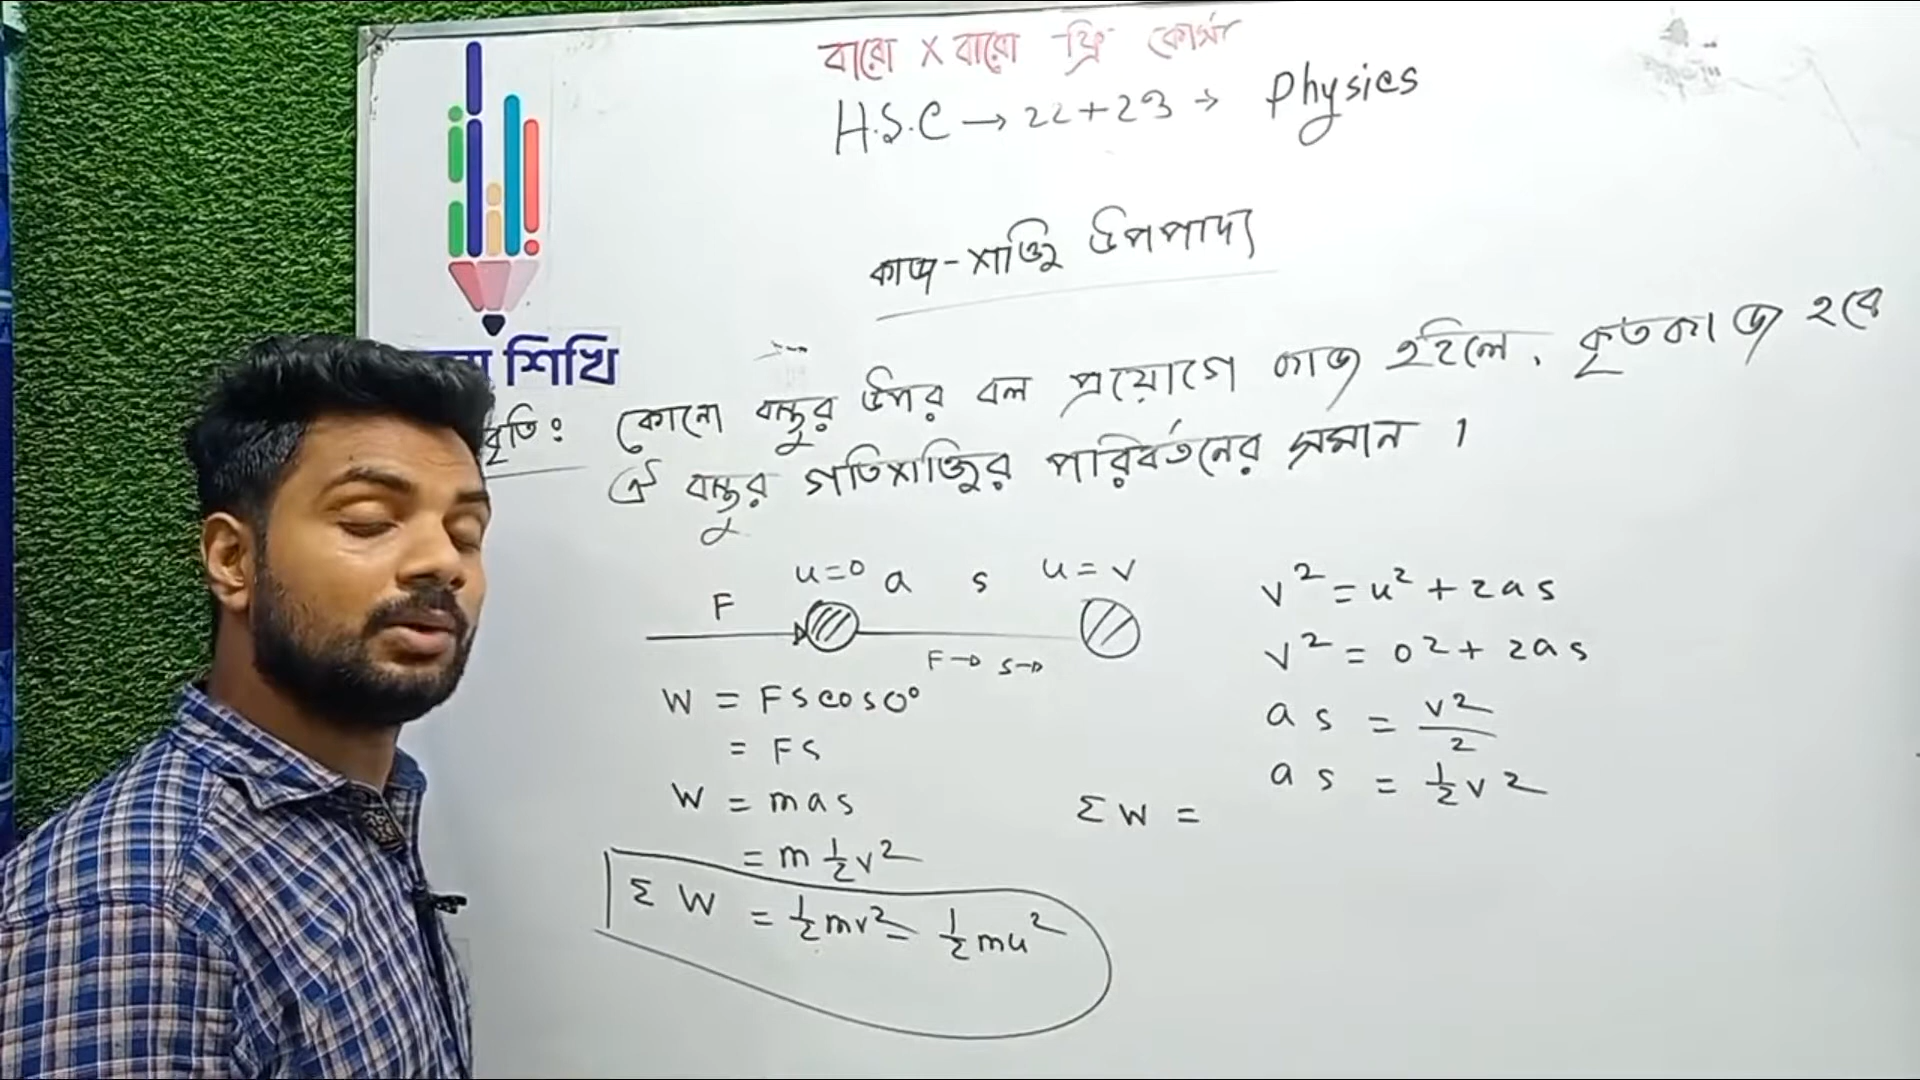 বারো x বারো ফ্রি কোর্স
H.S.C → 22+23 → Physics
কাজ-শক্তি উপপাদ্য
শিখি
বৃতি: কোনো বস্তুর উপর বল প্রয়োগে কাজ হইলে, কৃতকাজ হবে
ঐ বস্তুর গতিশক্তির পরিবর্তনের সমান ।
F u=0 a s u=v
F→ s→
W = Fscos0°
= Fs
W = mas
= m ½v²
Σ W = ½mv² - ½mu²
v² = u² + 2as
v² = 0² + 2as
as = v²/2
as = ½v²
ΣW =